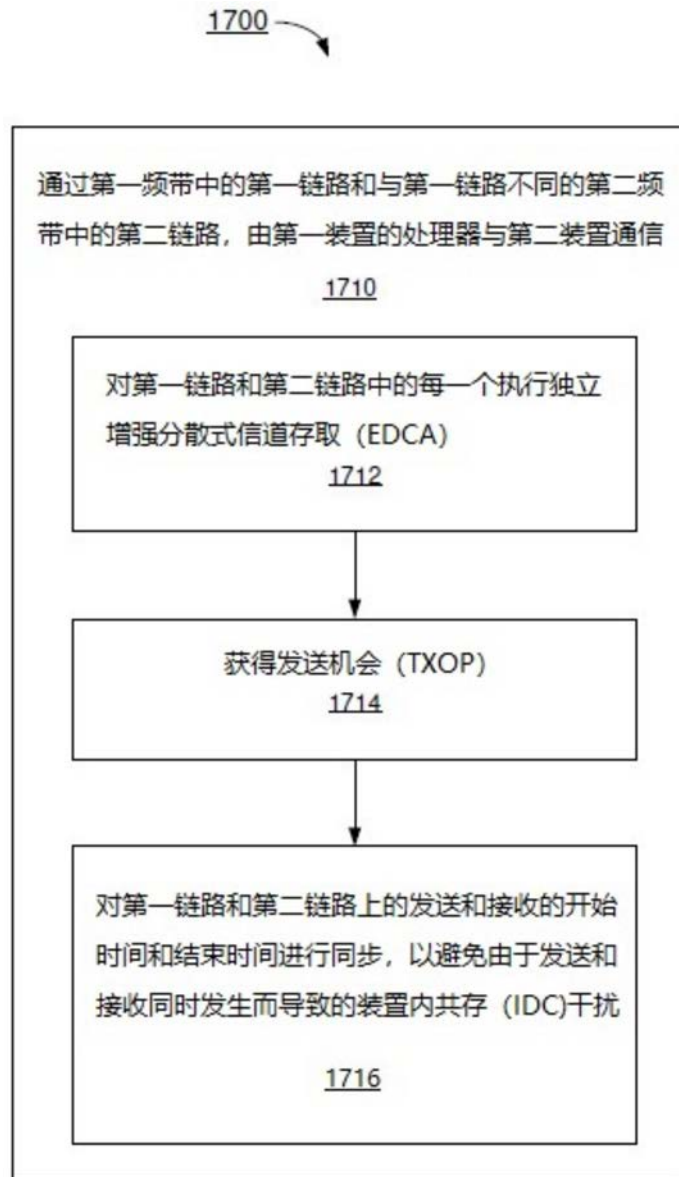 1700
通过第一频带中的第一链路和与第一链路不同的第二频
带中的第二链路，由第一装置的处理器与第二装置通信
1710
对第一链路和第二链路中的每一个执行独立
增强分散式信道存取（EDCA）
1712
获得发送机会（TXOP）
1714
对第一链路和第二链路上的发送和接收的开始
时间和结束时间进行同步，以避免由于发送和
接收同时发生而导致的装置内共存（IDC)干扰
1716